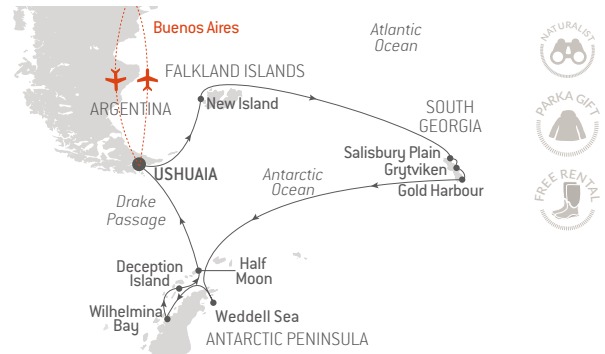 Buenos Aires
Atlantic
Ocean
FALKLAND ISLANDS
ARGENTINA
New Island
SOUTH
GEORGIA
Salisbury Plain
Grytviken
Gold Harbour
USHUAIA
Antarctic
Ocean
Drake
Passage
Deception
Island
Half
Moon
Wilhelmina
Bay
Weddell Sea
ANTARCTIC PENINSULA
NATURALIST
PARKA GIFT
FREE RENTAL